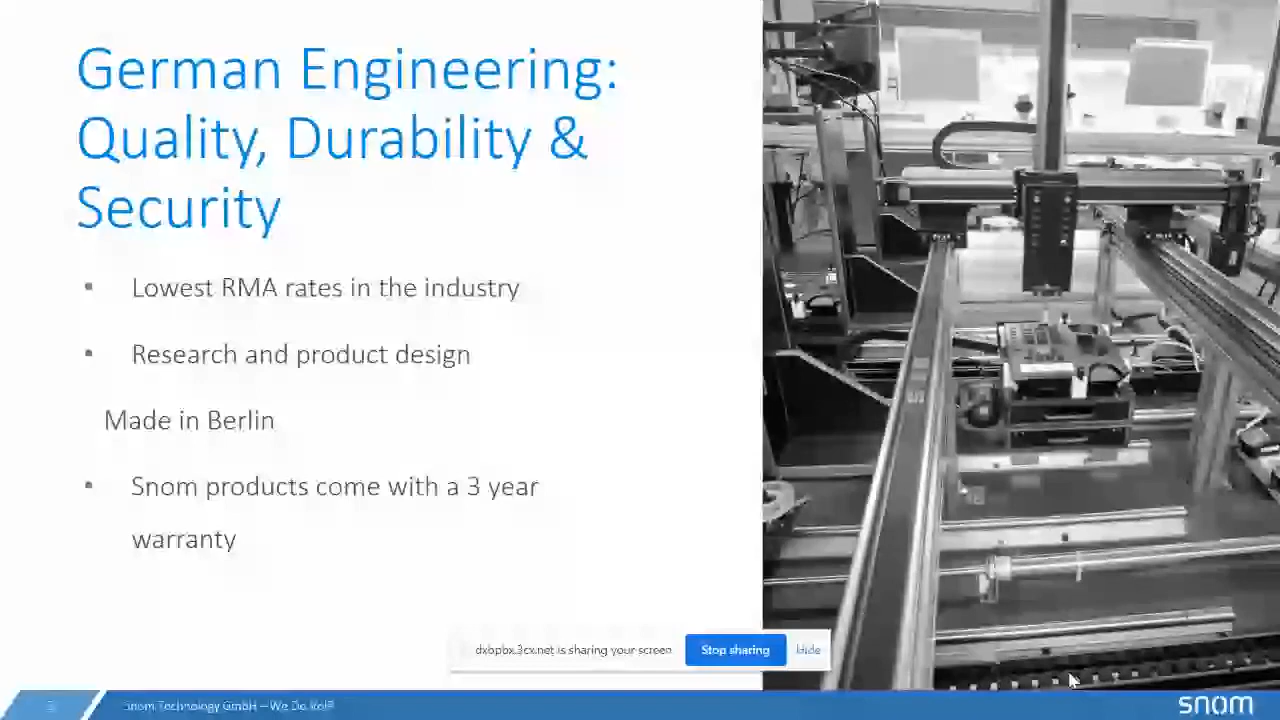 German Engineering:
Quality, Durability &
Security
• Lowest RMA rates in the industry
• Research and product design
Made in Berlin
• Snom products come with a 3 year
warranty
dxbpbx.3cx.net is sharing your screen Stop sharing Hide
Snom Technology GmbH – We Do VoIP
snom